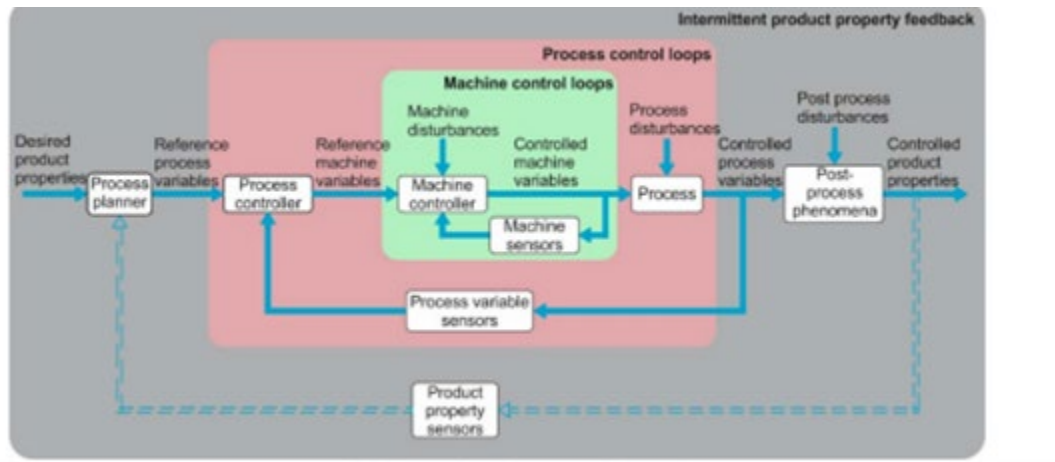 Intermittent product property feedback
Process control loops
Machine control loops
Desired
product
properties
Process
planner
Reference
process
variables
Process
controller
Reference
machine
variables
Machine
disturbances
Machine
controller
Controlled
machine
variables
Machine
sensors
Process
disturbances
Process
Controlled
process
variables
Post process
disturbances
Post-
process
phenomena
Controlled
product
properties
Process variable
sensors
Product
property
sensors